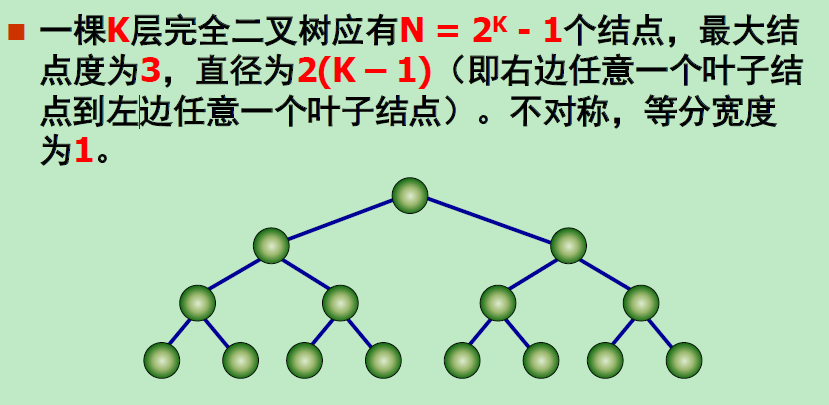 一棵K层完全二叉树应有N = 2ᴷ - 1个结点，最大结
点度为3，直径为2(K – 1)（即右边任意一个叶子结
点到左边任意一个叶子结点）。不对称，等分宽度
为1。